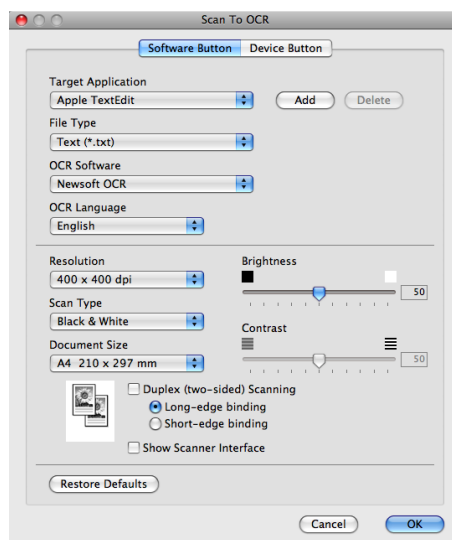 Scan To OCR
Software Button Device Button
Target Application
Apple TextEdit Add Delete
File Type
Text (*.txt)
OCR Software
Newsoft OCR
OCR Language
English
Resolution Brightness
400 x 400 dpi 50
Scan Type
Black & White Contrast
Document Size
A4 210 x 297 mm 50
Duplex (two-sided) Scanning
Long-edge binding
Short-edge binding
Show Scanner Interface
Restore Defaults
Cancel OK